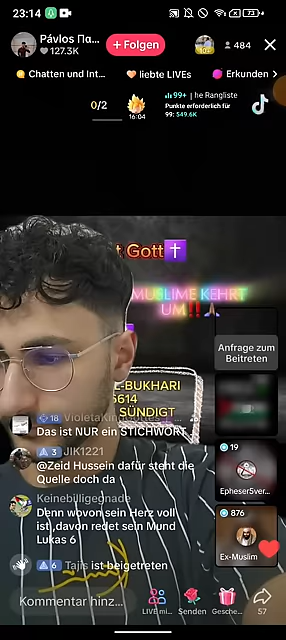 23:14
73
Pávlos Πα...
127.3K
+ Folgen
484
Chatten und Int...
liebte LIVEs
Erkunden >
0/2
16:04
99+ | he Rangliste
Punkte erforderlich für
99: 549.6K
t Gott
MUSLIME KEHRT
UM!!
Anfrage zum
Beitreten
E-BUKHARI
5614
SÜNDIGT
18
Das ist NUR ein STICHWORT
3 JIK1221
@Zeid Hussein dafür steht die
Quelle doch da
Keinebilligegnade
Denn wovon sein Herz voll
ist,davon redet sein Mund
Lukas 6
6 Tajis ist beigetreten
19
EpheserSver...
876
Ex-Muslim
Kommentar hinz...
LIVE mi...
Senden
Gesche...
57